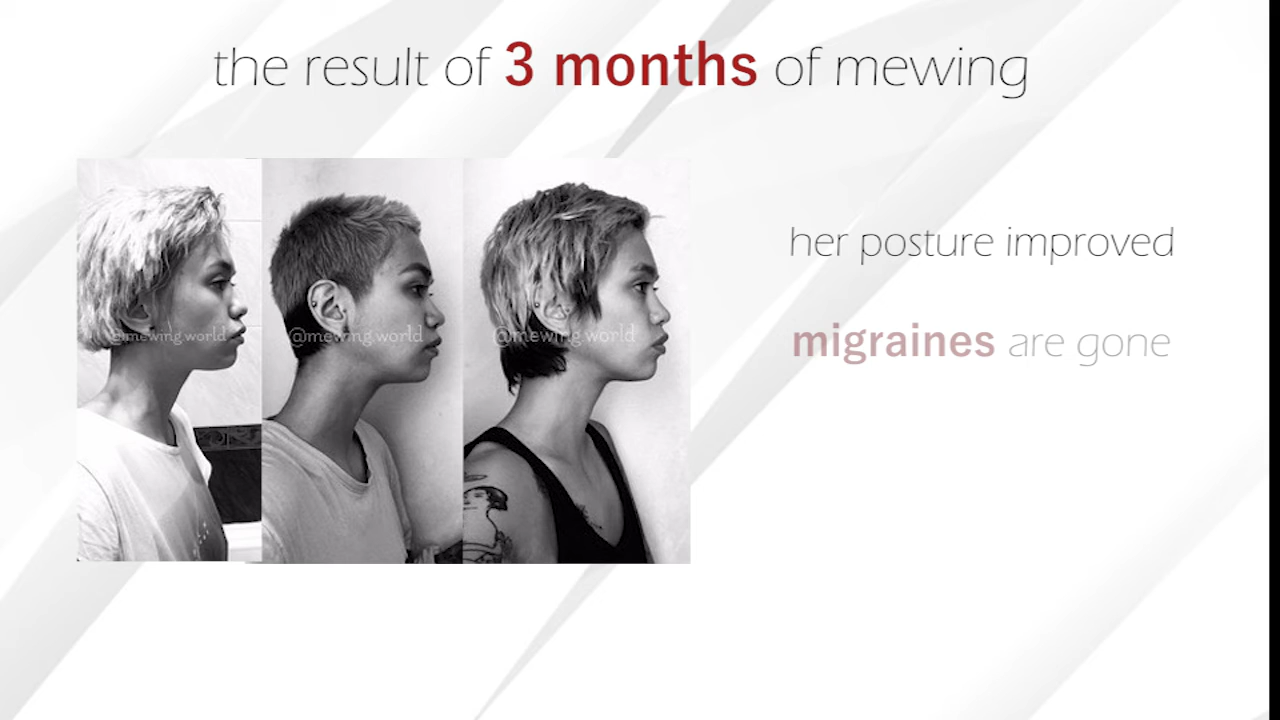 the result of 3 months of mewing
her posture improved
migraines are gone
@mewing.world @mewing.world @mewing.world